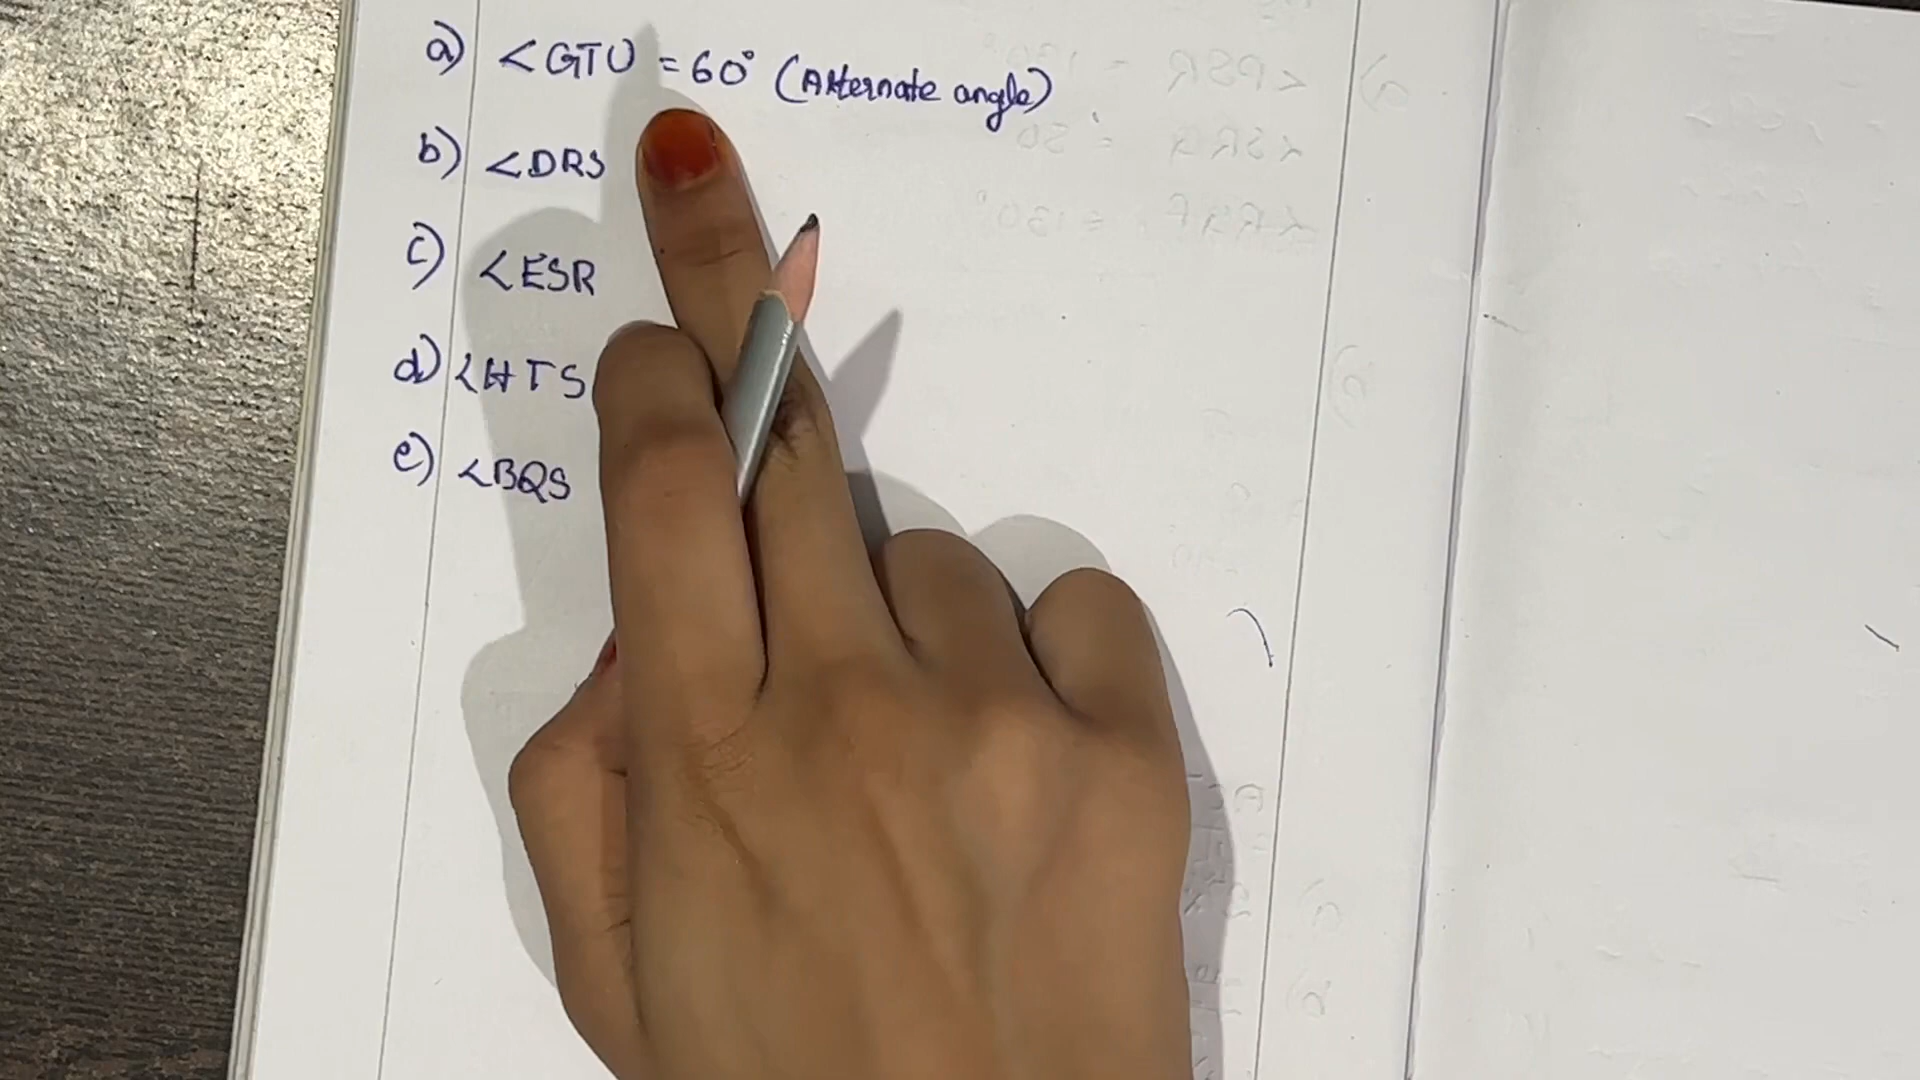 a) <GTU = 60° (Alternate angle)
b) <DRS
c) <ESR
d) <HTS
e) <BQS